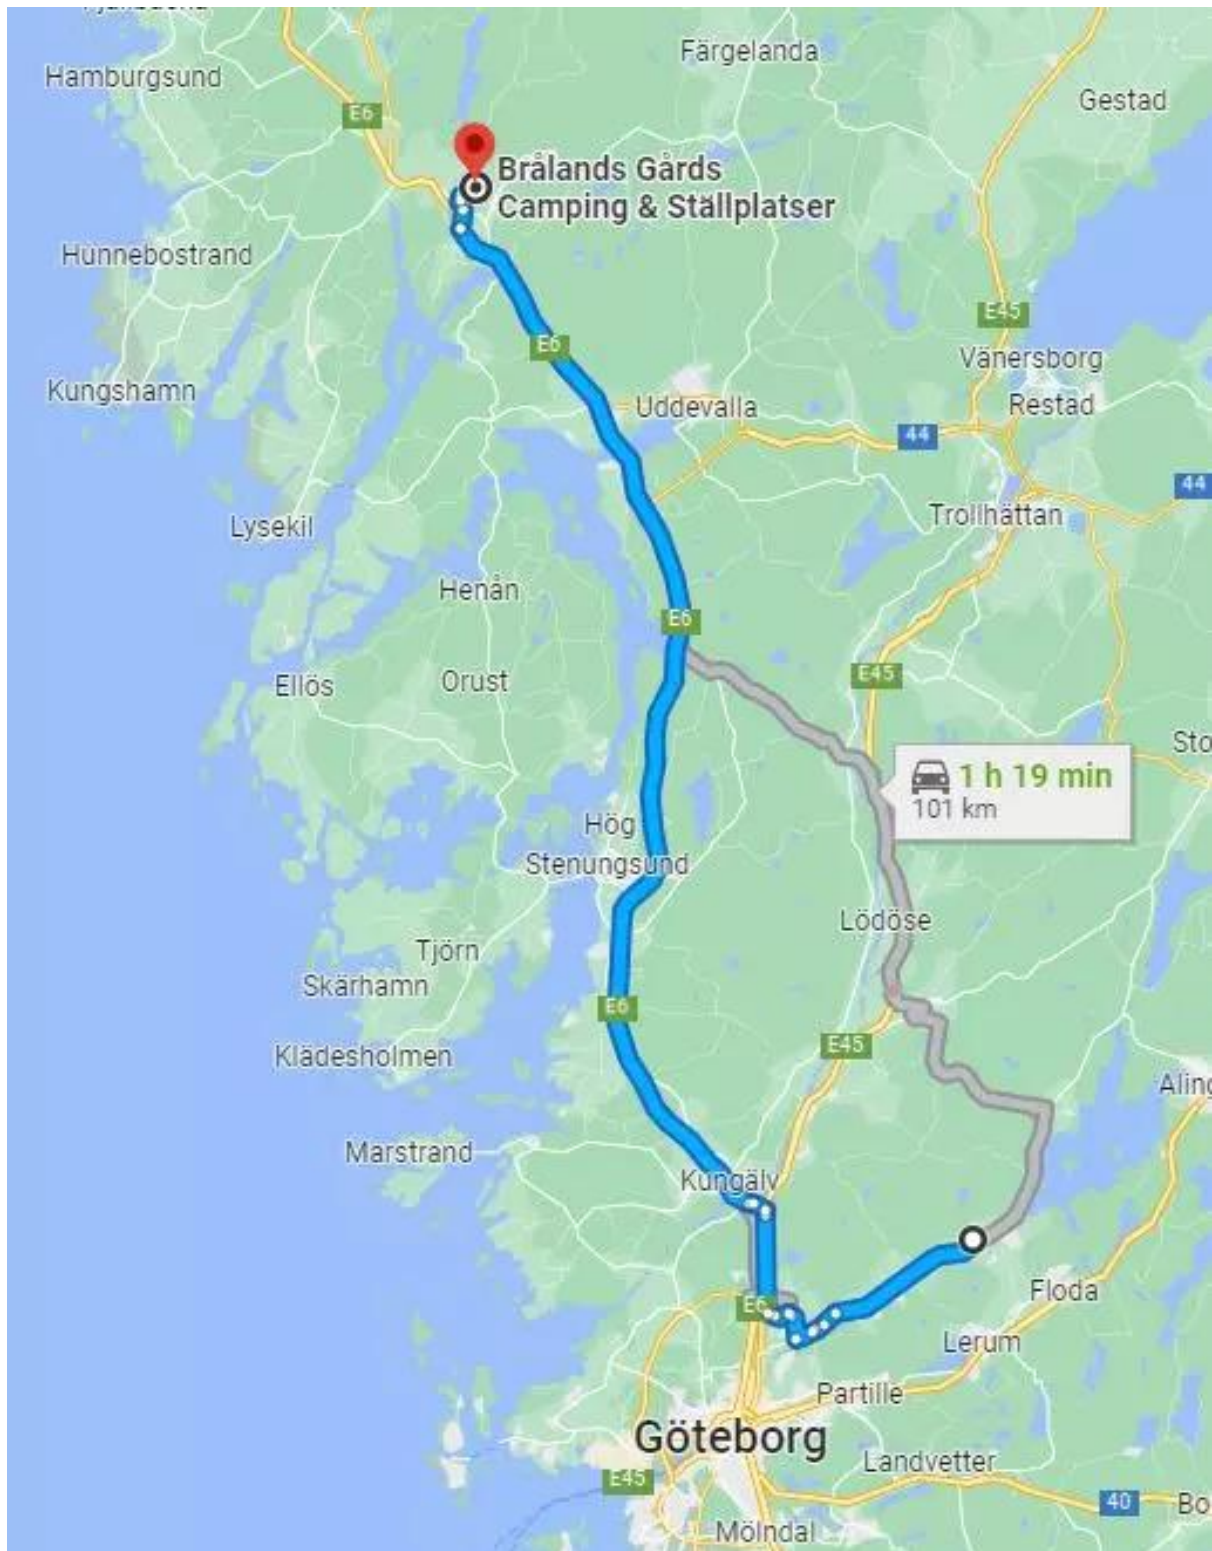 Färgelanda
Hamburgsund
Gestad
E6
Brålands Gårds
Camping & Ställplatser
Hunnebostrand
E45
E6
Vänersborg
Kungshamn
Restad
Uddevalla
44
44
Trollhättan
Lysekil
Henån
E6
E45
Ellös
Orust
Sto
1 h 19 min
101 km
Hög
Stenungsund
Lödöse
Tjörn
Skärhamn
E6
E45
Klädesholmen
Aling
Marstrand
Kungälv
Floda
E6
Lerum
Partille
Göteborg
Landvetter
E45
40
Bo
Mölndal